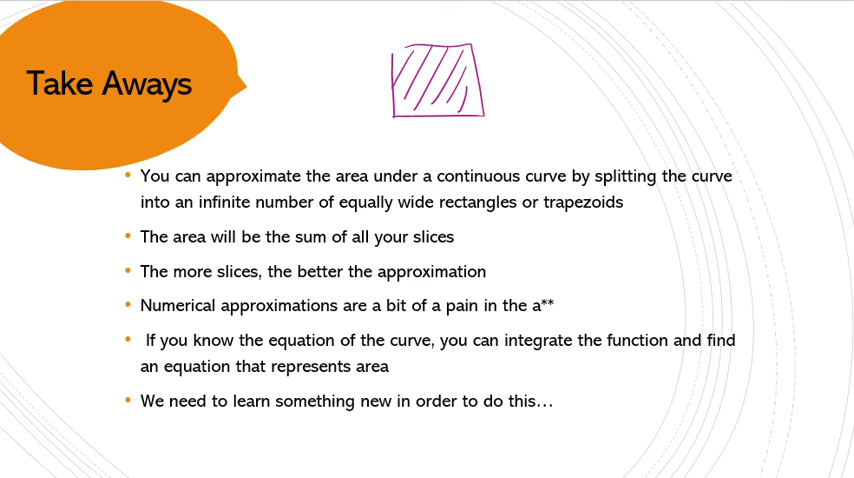 Take Aways
• You can approximate the area under a continuous curve by splitting the curve
into an infinite number of equally wide rectangles or trapezoids
• The area will be the sum of all your slices
• The more slices, the better the approximation
• Numerical approximations are a bit of a pain in the a**
• If you know the equation of the curve, you can integrate the function and find
an equation that represents area
• We need to learn something new in order to do this…